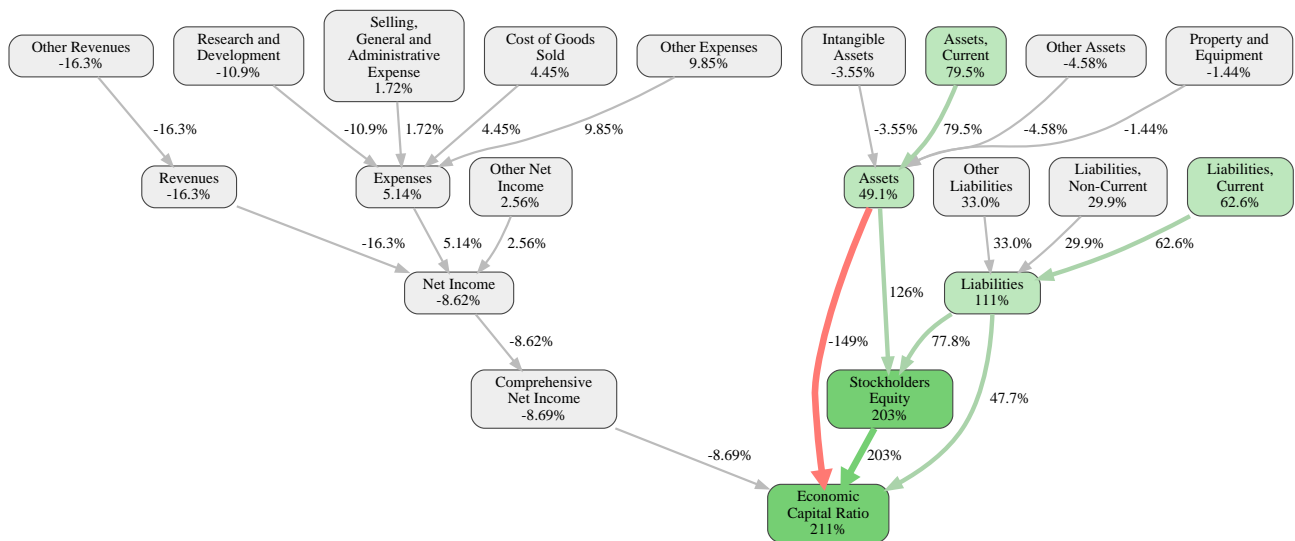 Other Revenues
-16.3%
Research and
Development
-10.9%
Selling,
General and
Administrative
Expense
1.72%
Cost of Goods
Sold
4.45%
Other Expenses
9.85%
Intangible
Assets
-3.55%
Assets,
Current
79.5%
Other Assets
-4.58%
Property and
Equipment
-1.44%
-16.3%
-10.9%
1.72%
4.45%
9.85%
-3.55%
79.5%
-4.58%
-1.44%
Revenues
-16.3%
Expenses
5.14%
Other Net
Income
2.56%
Assets
49.1%
Other
Liabilities
33.0%
Liabilities,
Non-Current
29.9%
Liabilities,
Current
62.6%
-16.3%
5.14%
2.56%
33.0%
29.9%
62.6%
Net Income
-8.62%
126%
Liabilities
111%
-8.62%
-149%
77.8%
Comprehensive
Net Income
-8.69%
Stockholders
Equity
203%
47.7%
-8.69%
203%
Economic
Capital Ratio
211%